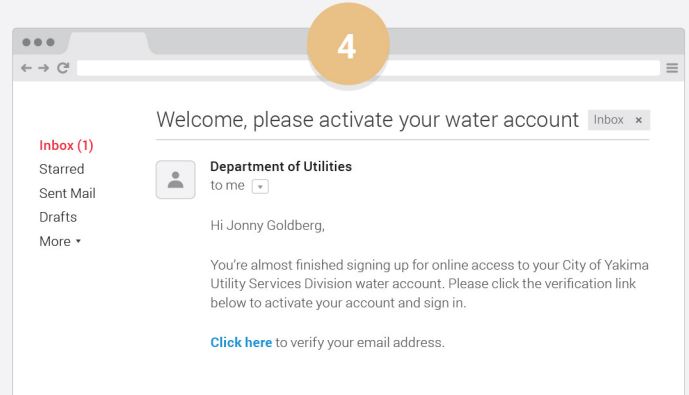 4
Welcome, please activate your water account Inbox ×
Inbox (1)
Starred
Sent Mail
Drafts
More
Department of Utilities
to me
Hi Jonny Goldberg,
You're almost finished signing up for online access to your City of Yakima
Utility Services Division water account. Please click the verification link
below to activate your account and sign in.
Click here to verify your email address.